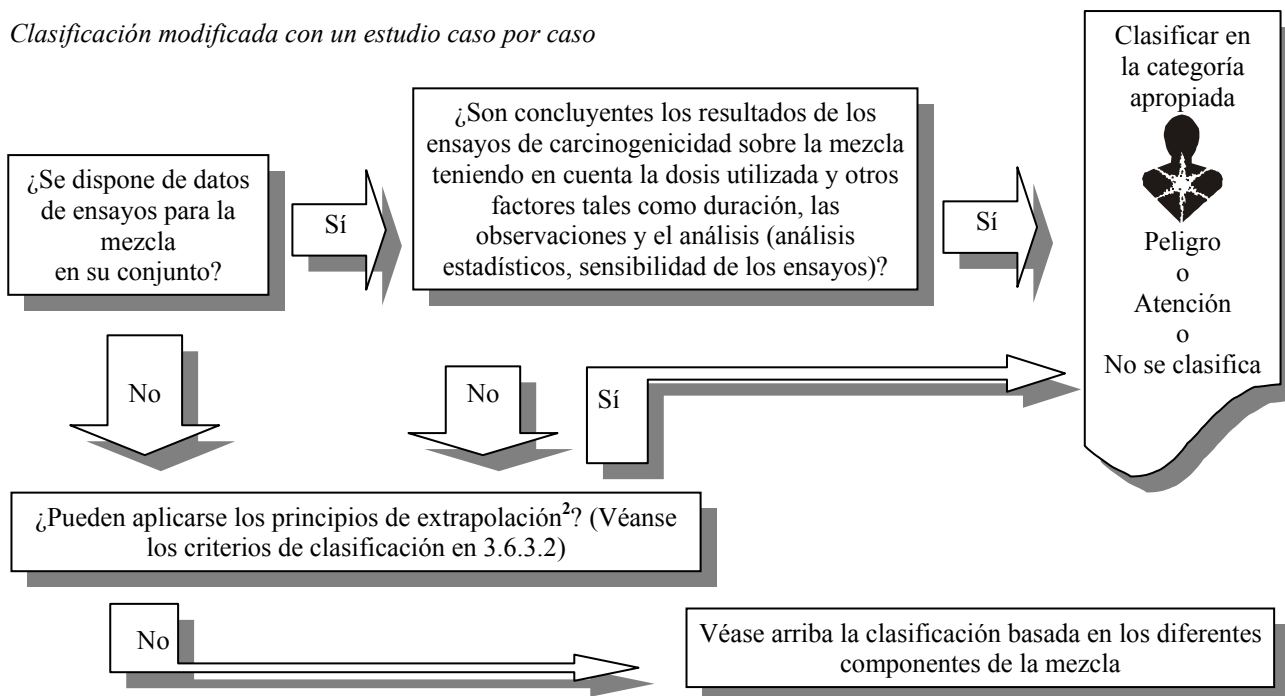 Clasificación modificada con un estudio caso por caso
¿Se dispone de datos
de ensayos para la
mezcla
en su conjunto?
Sí
¿Son concluyentes los resultados de los
ensayos de carcinogenicidad sobre la mezcla
teniendo en cuenta la dosis utilizada y otros
factores tales como duración, las
observaciones y el análisis (análisis
estadísticos, sensibilidad de los ensayos)?
Sí
Clasificar en
la categoría
apropiada
Peligro
o
Atención
o
No se clasifica
No
No
Sí
¿Pueden aplicarse los principios de extrapolación²? (Véanse
los criterios de clasificación en 3.6.3.2)
No
Véase arriba la clasificación basada en los diferentes
componentes de la mezcla